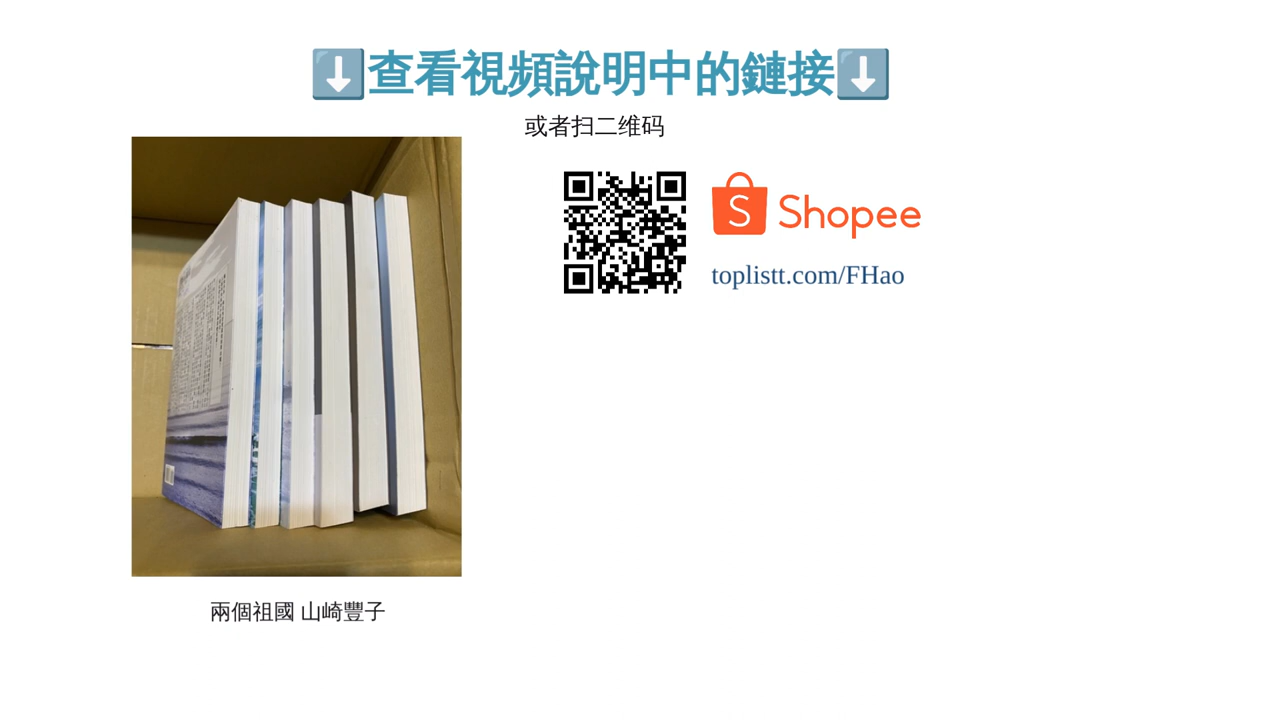 ⬇️查看視頻說明中的鏈接⬇️
或者扫二维码
Shopee
toplistt.com/FHao
兩個祖國 山崎豐子